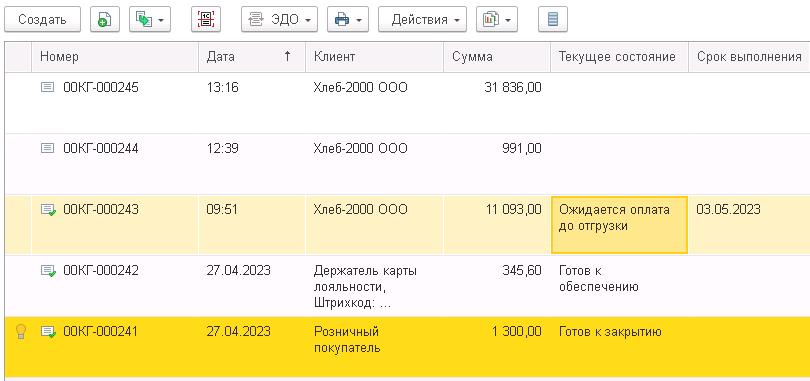 Создать ЭДО Действия
Номер Дата ↑ Клиент Сумма Текущее состояние Срок выполнения
00КГ-000245 13:16 Хлеб-2000 ООО 31 836,00
00КГ-000244 12:39 Хлеб-2000 ООО 991,00
00КГ-000243 09:51 Хлеб-2000 ООО 11 093,00 Ожидается оплата 03.05.2023
до отгрузки
00КГ-000242 27.04.2023 Держатель карты 345,60 Готов к
лояльности, обеспечению
Штрихкод: ...
00КГ-000241 27.04.2023 Розничный 1 300,00 Готов к закрытию
покупатель